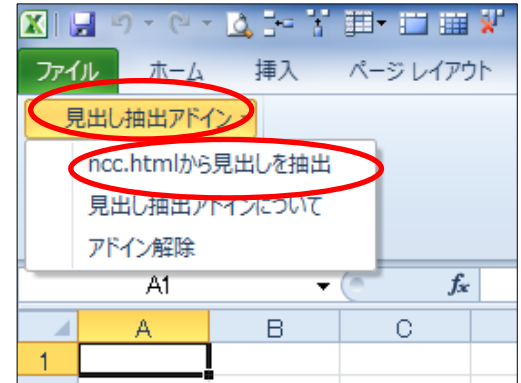 ファイル ホーム 挿入 ページ レイアウト
見出し抽出アドイン
ncc.htmlから見出しを抽出
見出し抽出アドインについて
アドイン解除
A1 fx
A B C
1